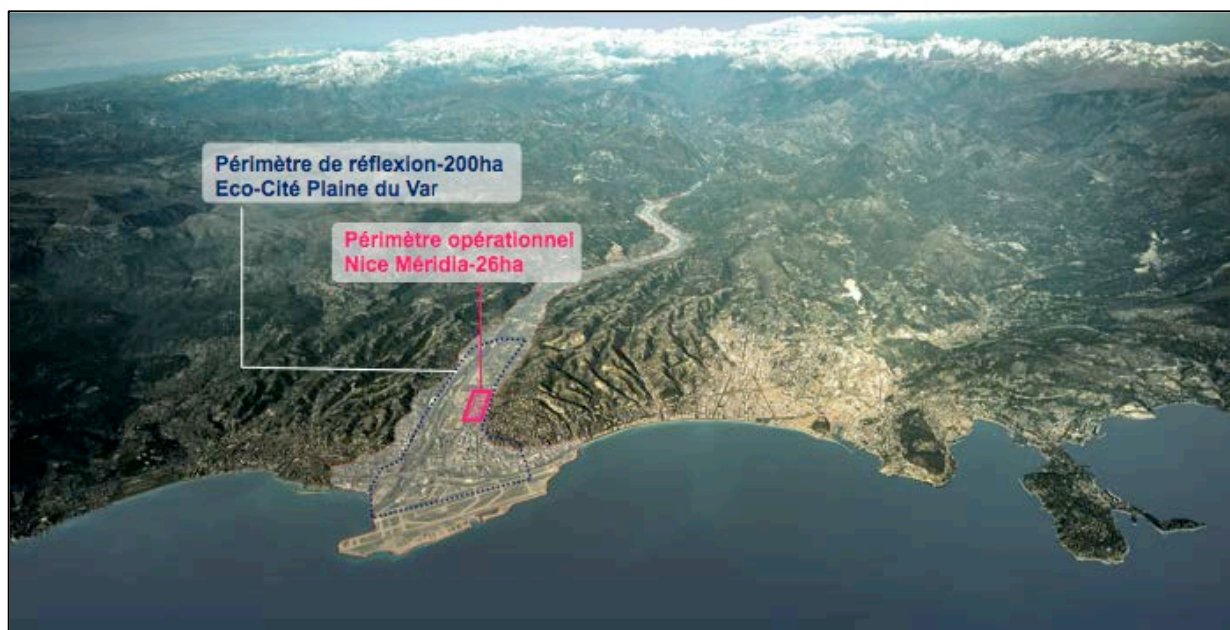 Périmètre de réflexion-200ha
Eco-Cité Plaine du Var
Périmètre opérationnel
Nice Méridia-26ha